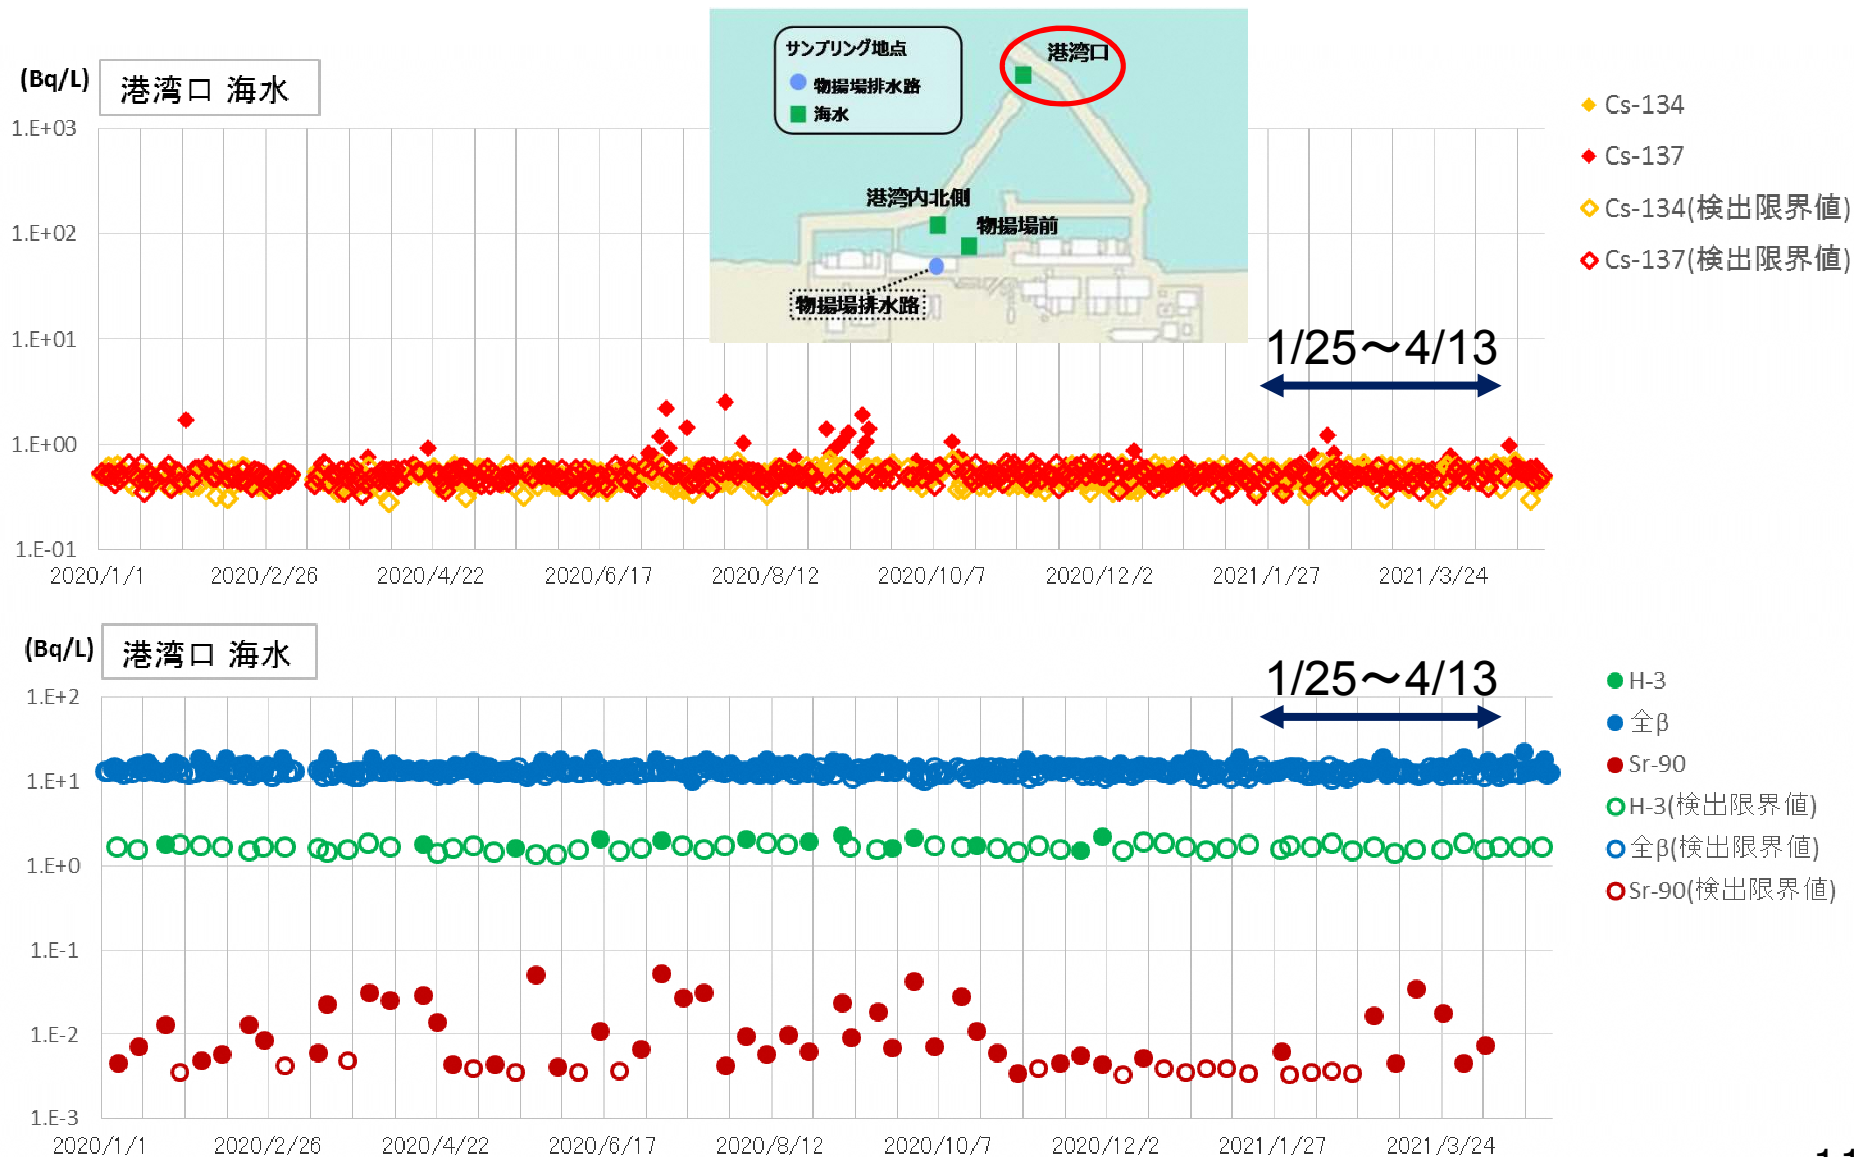 サンプリング地点
物揚場排水路
海水
港湾口
港湾内北側
物揚場前
物揚場排水路
(Bq/L)
港湾口 海水
1.E+03
1.E+02
1.E+01
1.E+00
1.E-01
1/25～4/13
2020/1/1
2020/2/26
2020/4/22
2020/6/17
2020/8/12
2020/10/7
2020/12/2
2021/1/27
2021/3/24
Cs-134
Cs-137
Cs-134(検出限界値)
Cs-137(検出限界値)
(Bq/L)
港湾口 海水
1.E+2
1.E+1
1.E+0
1.E-1
1.E-2
1.E-3
1/25～4/13
2020/1/1
2020/2/26
2020/4/22
2020/6/17
2020/8/12
2020/10/7
2020/12/2
2021/1/27
2021/3/24
H-3
全β
Sr-90
H-3(検出限界値)
全β(検出限界値)
Sr-90(検出限界値)